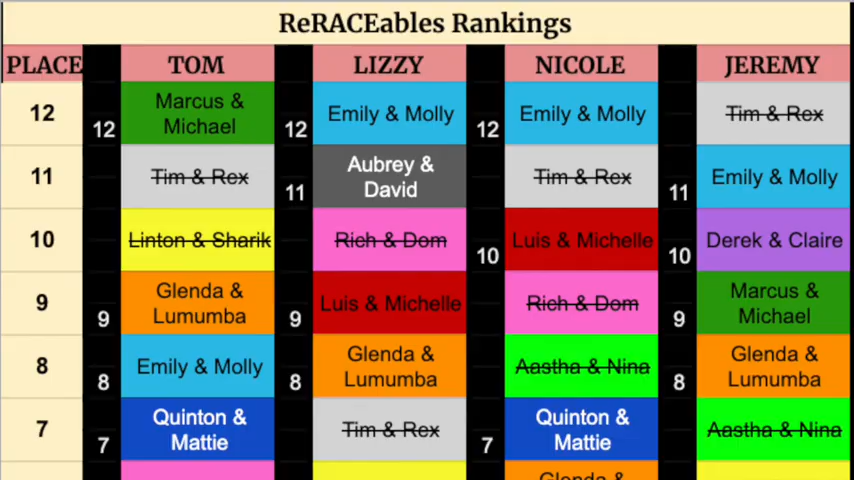 ReRACEables Rankings
PLACE TOM LIZZY NICOLE JEREMY
12 12 Marcus & Michael 12 Emily & Molly 12 Emily & Molly Tim & Rex
11 Tim & Rex 11 Aubrey & David Tim & Rex 11 Emily & Molly
10 Linton & Sharik Rich & Dom 10 Luis & Michelle 10 Derek & Claire
9 9 Glenda & Lumumba 9 Luis & Michelle Rich & Dom 9 Marcus & Michael
8 8 Emily & Molly 8 Glenda & Lumumba Aastha & Nina 8 Glenda & Lumumba
7 7 Quinton & Mattie Tim & Rex 7 Quinton & Mattie Aastha & Nina
Glenda &